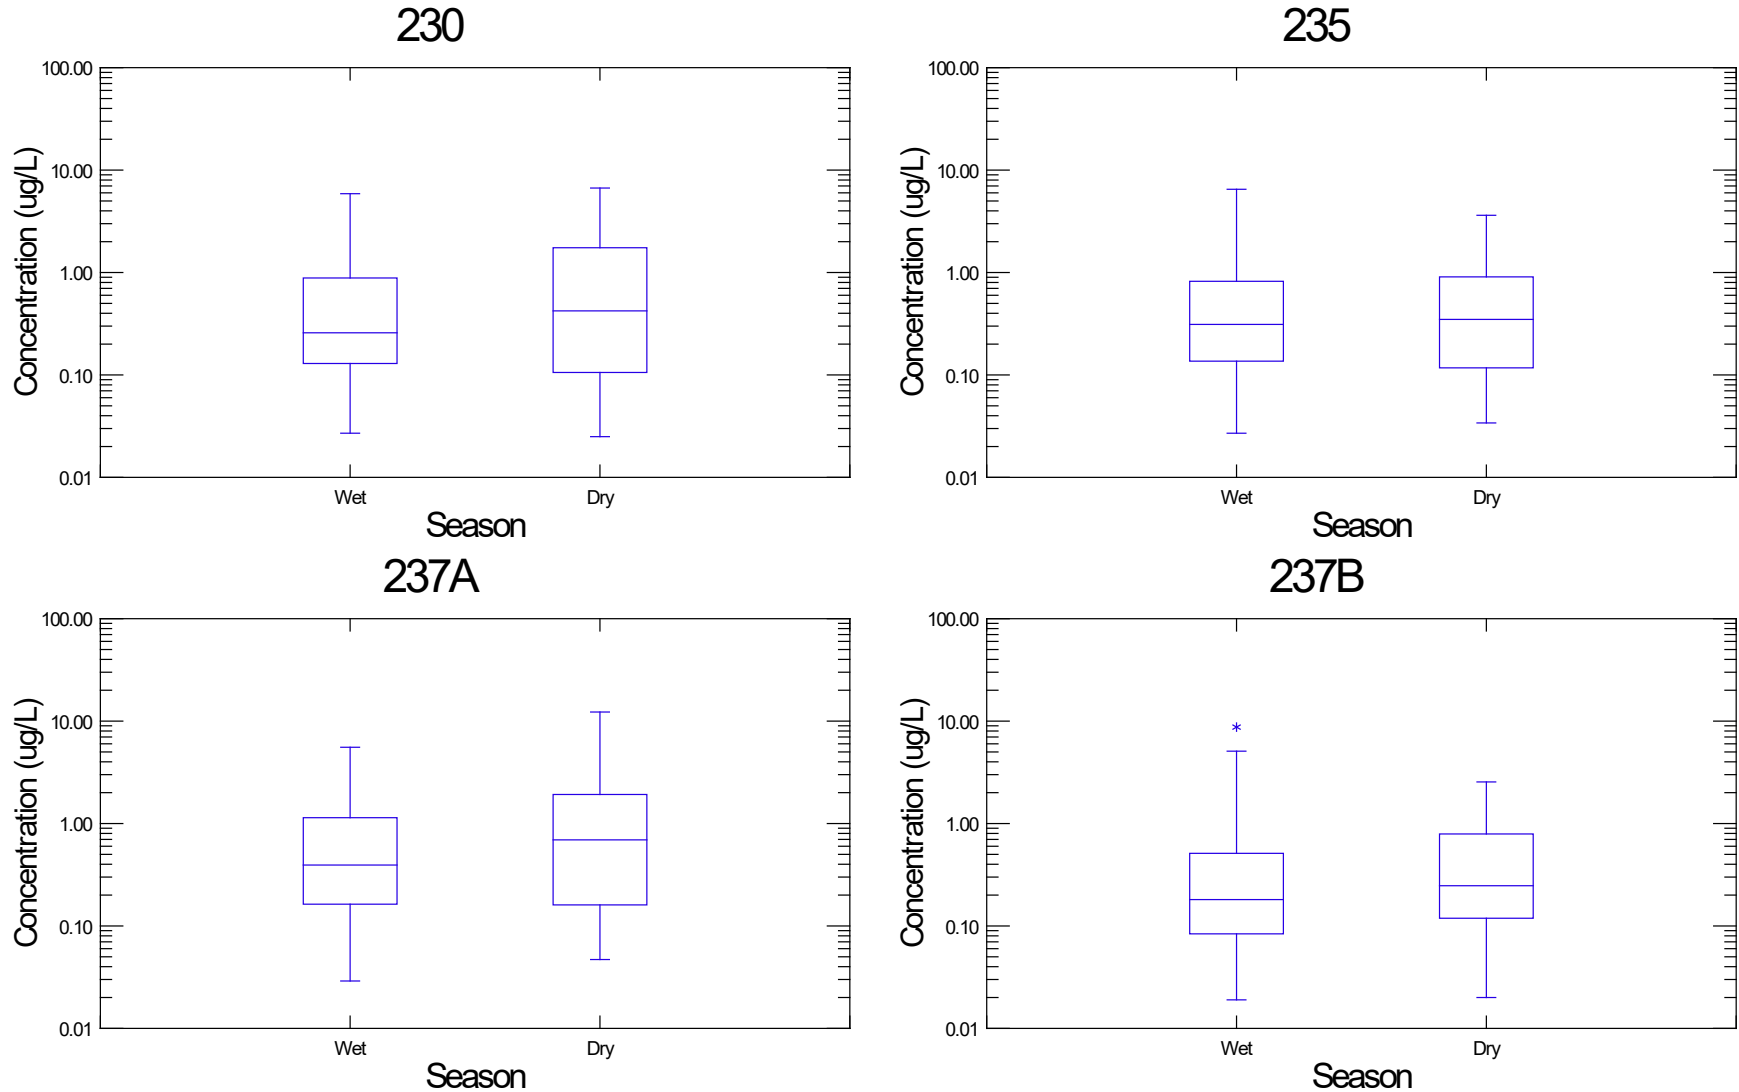 230
100.00
10.00
1.00
0.10
0.01
Concentration (ug/L)
Wet
Dry
Season
235
100.00
10.00
1.00
0.10
0.01
Concentration (ug/L)
Wet
Dry
Season
237A
100.00
10.00
1.00
0.10
0.01
Concentration (ug/L)
Wet
Dry
Season
237B
100.00
10.00
1.00
0.10
0.01
Concentration (ug/L)
Wet
Dry
Season